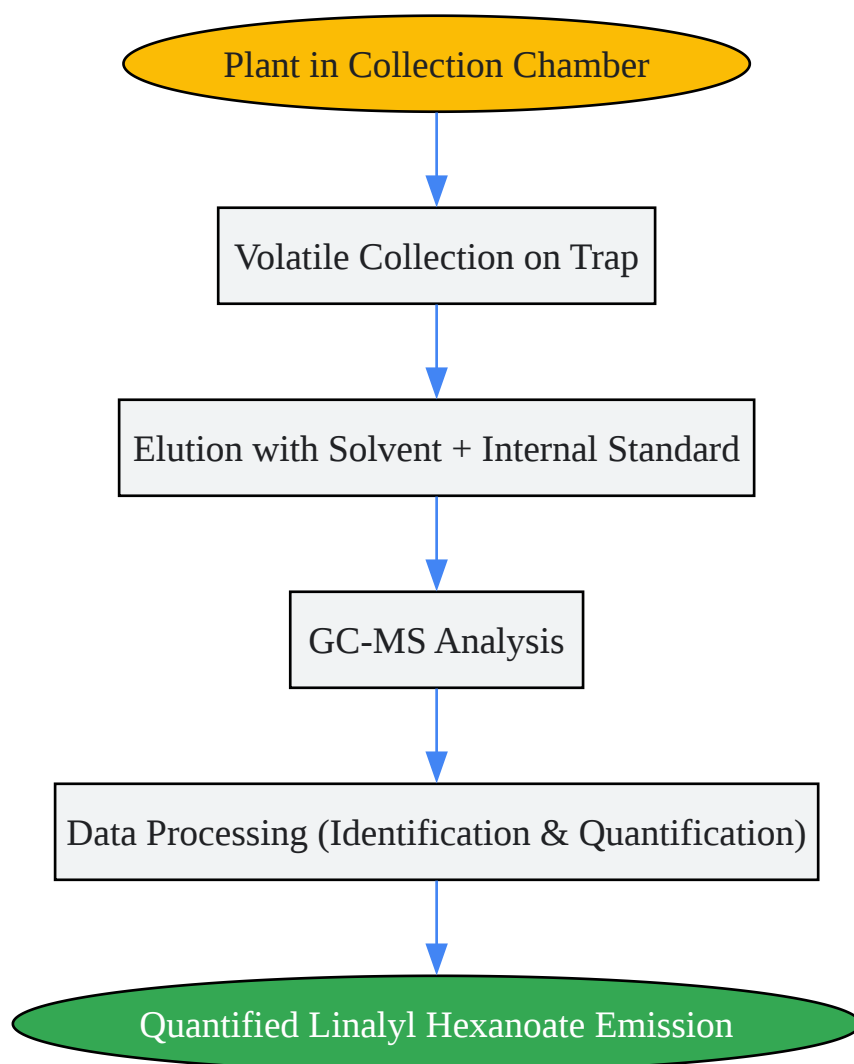 Plant in Collection Chamber
Volatile Collection on Trap
Elution with Solvent + Internal Standard
GC-MS Analysis
Data Processing (Identification & Quantification)
Quantified Linalyl Hexanoate Emission